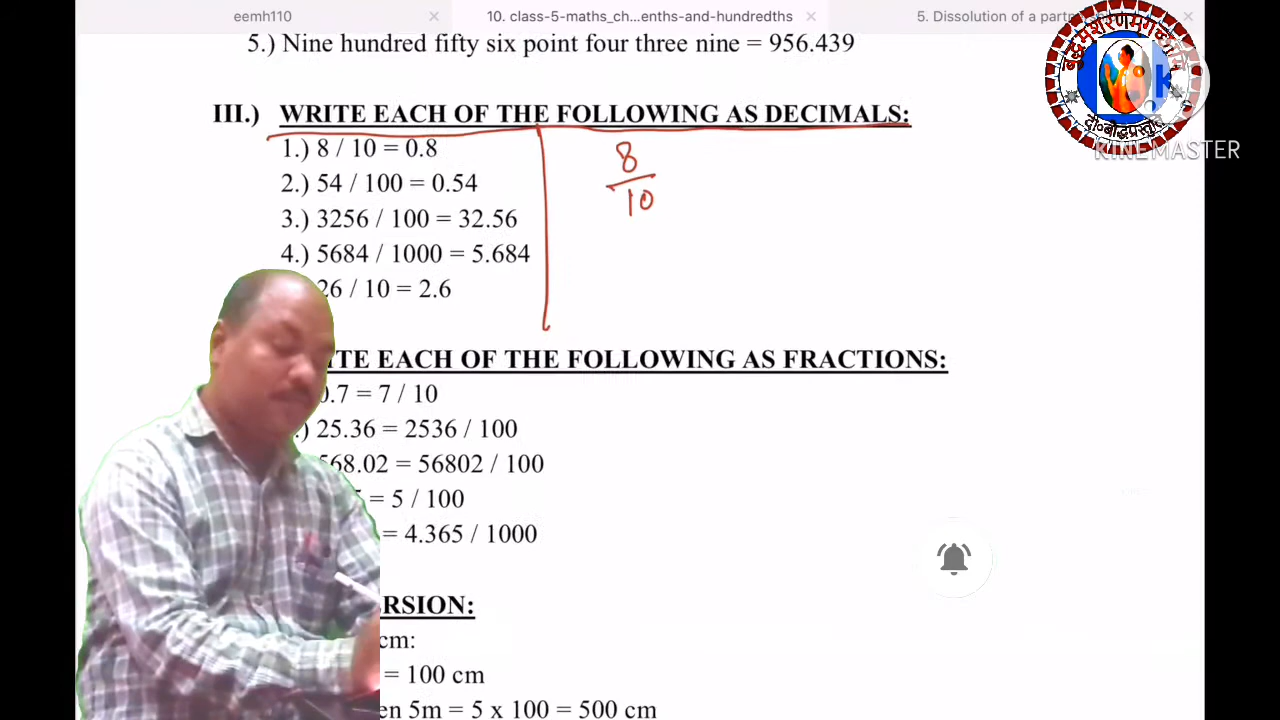 eemh110
10. class-5-maths_ch...enths-and-hundredths
5. Dissolution of a partn
5.) Nine hundred fifty six point four three nine = 956.439
III.) WRITE EACH OF THE FOLLOWING AS DECIMALS:
1.) 8 / 10 = 0.8
2.) 54 / 100 = 0.54
3.) 3256 / 100 = 32.56
4.) 5684 / 1000 = 5.684
26 / 10 = 2.6
8
10
KINEMASTER
EACH OF THE FOLLOWING AS FRACTIONS:
0.7 = 7 / 10
.) 25.36 = 2536 / 100
568.02 = 56802 / 100
= 5 / 100
= 4.365 / 1000
RSION:
cm:
= 100 cm
en 5m = 5 x 100 = 500 cm